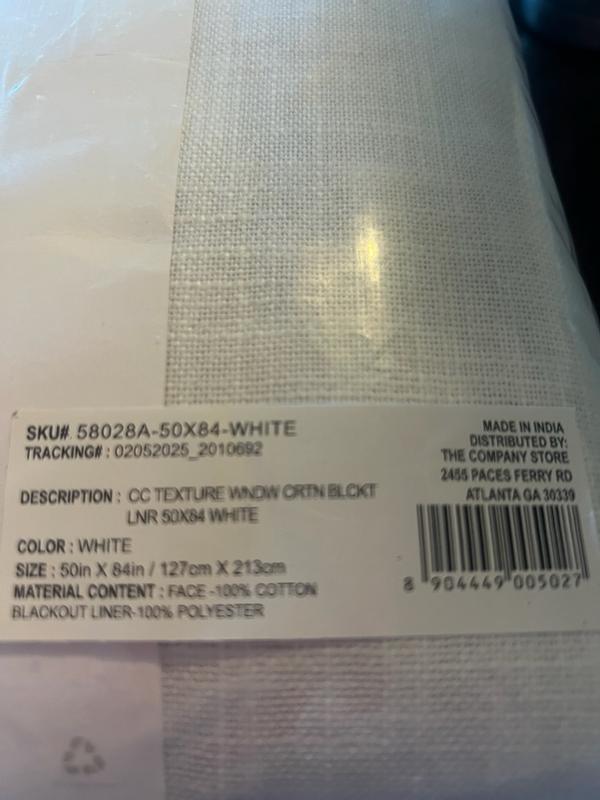 SKU#. 58028A-50X84-WHITE
TRACKING# : 02052025_2010692
DESCRIPTION : CC TEXTURE WNDW CRTN BLCKT
LNR 50X84 WHITE
COLOR : WHITE
SIZE : 50in X 84in / 127cm X 213cm
MATERIAL CONTENT : FACE -100% COTTON
BLACKOUT LINER-100% POLYESTER
MADE IN INDIA
DISTRIBUTED BY:
THE COMPANY STORE
2455 PACES FERRY RD
ATLANTA GA 30339
8 904449 005027